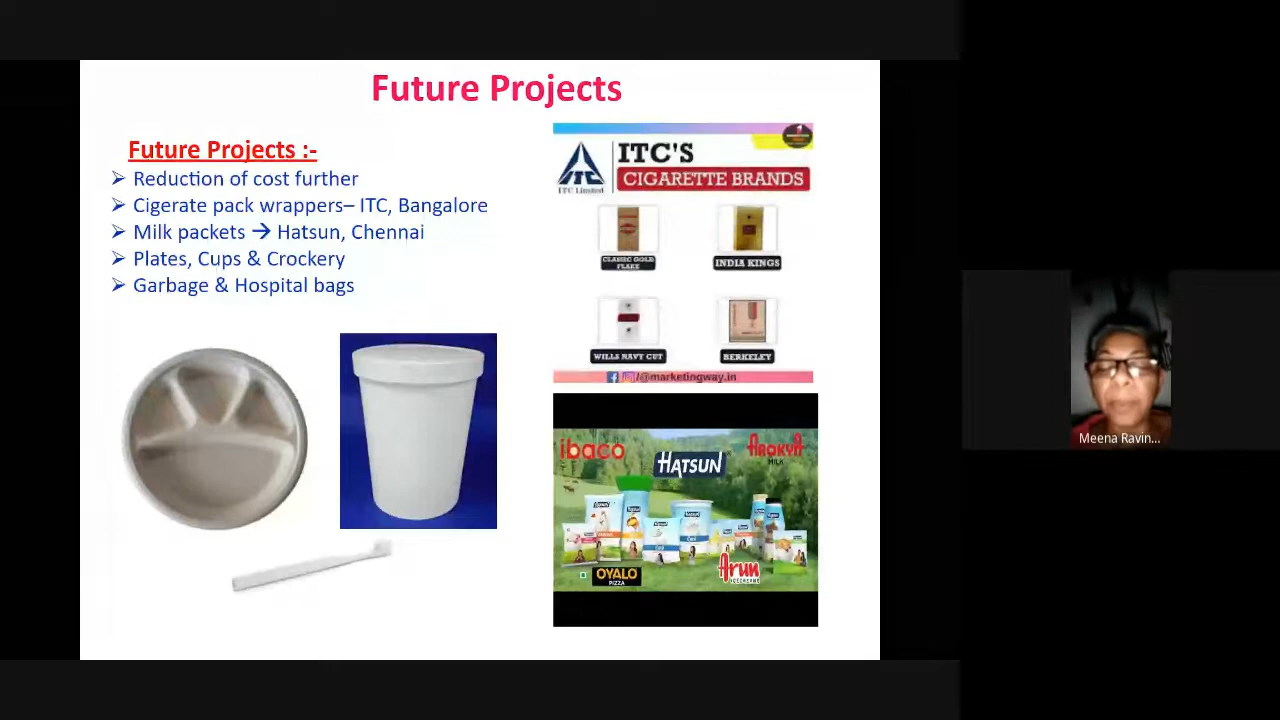 Future Projects
Future Projects :-
➢ Reduction of cost further
➢ Cigerate pack wrappers– ITC, Bangalore
➢ Milk packets → Hatsun, Chennai
➢ Plates, Cups & Crockery
➢ Garbage & Hospital bags
ITC Limited
ITC'S
CIGARETTE BRANDS
CLASSIC GOLD
FLAKE
INDIA KINGS
WILLS NAVY CUT
BERKELEY
/@marketingway.in
ibaco
HATSUN
AROKYA
MILK
OYALO
PIZZA
Arun
ICECREAMS
Meena Ravin...